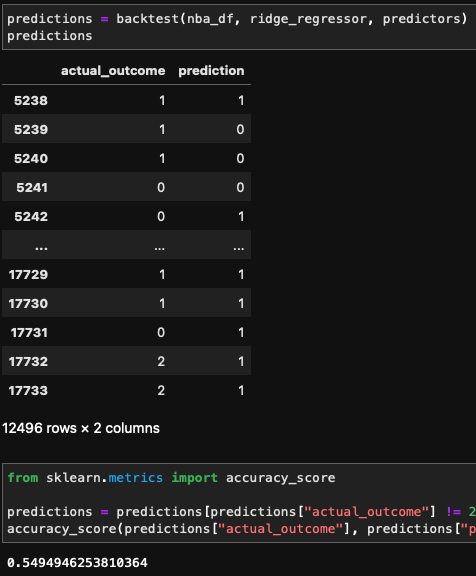 predictions = backtest(nba_df, ridge_regressor, predictors)
predictions
actual_outcome prediction
5238 1 1
5239 1 0
5240 1 0
5241 0 0
5242 0 1
... ... ...
17729 1 1
17730 1 1
17731 0 1
17732 2 1
17733 2 1
12496 rows × 2 columns
from sklearn.metrics import accuracy_score
predictions = predictions[predictions["actual_outcome"] != 2
accuracy_score(predictions["actual_outcome"], predictions["p
0.5494946253810364